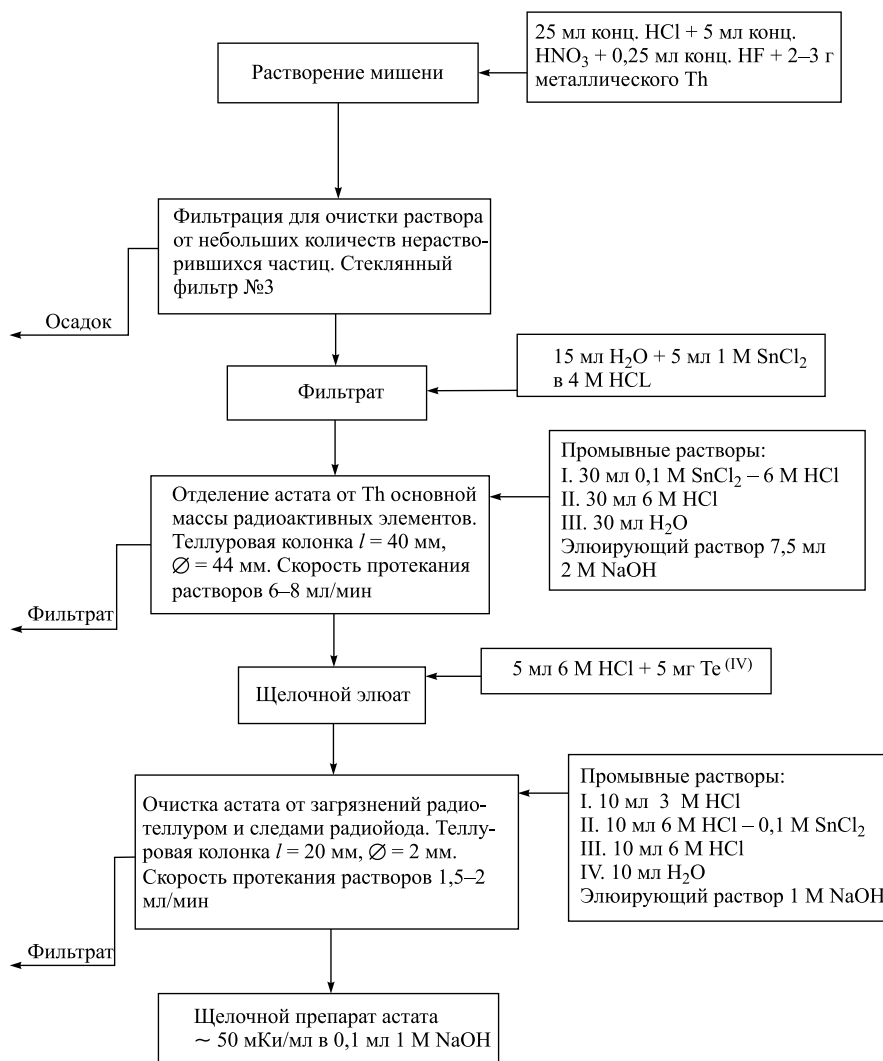 25 мл конц. HCl + 5 мл конц.
HNO₃ + 0,25 мл конц. HF + 2–3 г
металлического Th
Растворение мишени
Фильтрация для очистки раствора
от небольших количеств нераство-
рившихся частиц. Стеклянный
фильтр №3
Осадок
15 мл H₂O + 5 мл 1 М SnCl₂
в 4 М HCL
Фильтрат
Промывные растворы:
I. 30 мл 0,1 М SnCl₂ – 6 М HCl
II. 30 мл 6 М HCl
III. 30 мл H₂O
Элюирующий раствор 7,5 мл
2 М NaOH
Отделение астата от Th основной
массы радиоактивных элементов.
Теллуровая колонка l = 40 мм,
∅ = 44 мм. Скорость протекания
растворов 6–8 мл/мин
Фильтрат
5 мл 6 М HCl + 5 мг Te⁽ᴵⱽ⁾
Щелочной элюат
Промывные растворы:
I. 10 мл 3 М HCl
II. 10 мл 6 М HCl – 0,1 М SnCl₂
III. 10 мл 6 М HCl
IV. 10 мл H₂O
Элюирующий раствор 1 М NaOH
Очистка астата от загрязнений радио-
теллуром и следами радиойода. Теллу-
ровая колонка l = 20 мм, ∅ = 2 мм.
Скорость протекания растворов 1,5–2
мл/мин
Фильтрат
Щелочной препарат астата
~ 50 мКи/мл в 0,1 мл 1 М NaOH